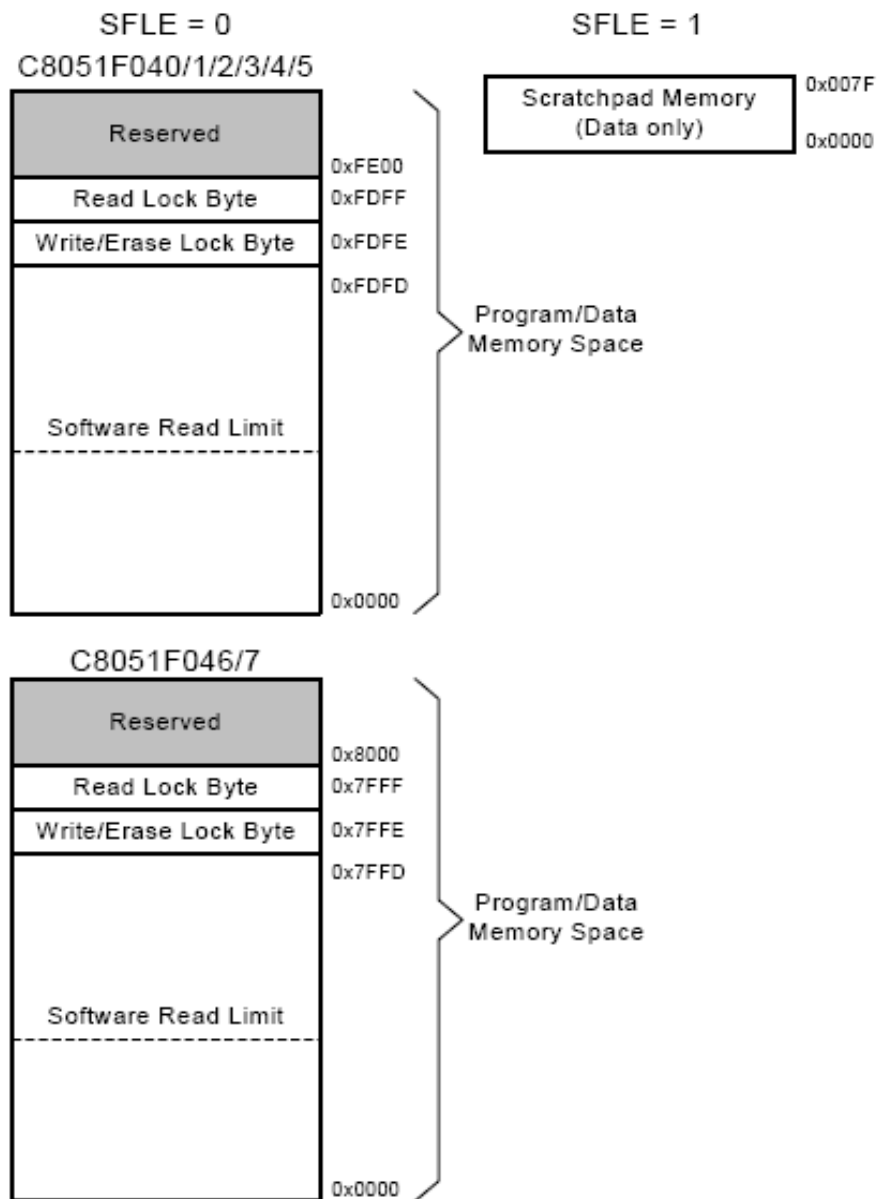 SFLE = 0
SFLE = 1
C8051F040/1/2/3/4/5
Reserved
0xFE00
Read Lock Byte
0xFDFF
Write/Erase Lock Byte
0xFDFE
0xFDFD
Software Read Limit
0x0000
Program/Data
Memory Space
Scratchpad Memory
(Data only)
0x007F
0x0000
C8051F046/7
Reserved
0x8000
Read Lock Byte
0x7FFF
Write/Erase Lock Byte
0x7FFE
0x7FFD
Software Read Limit
0x0000
Program/Data
Memory Space